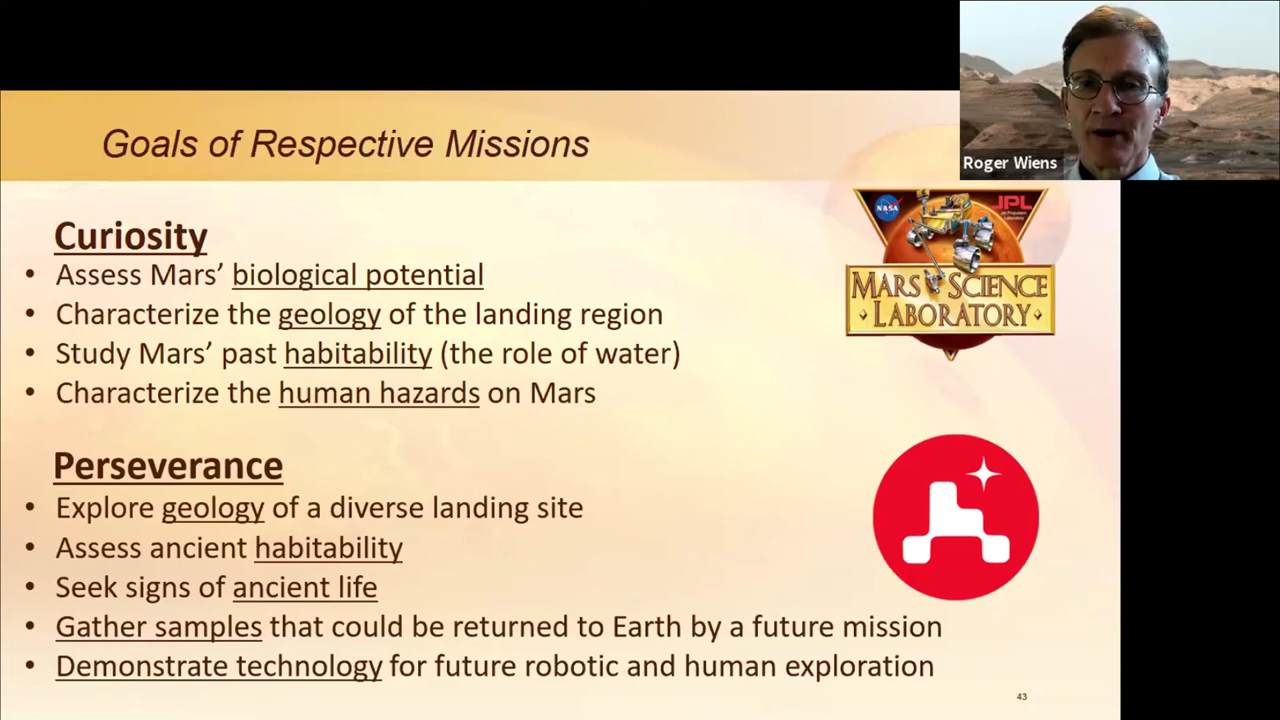 Goals of Respective Missions
Roger Wiens
Curiosity
• Assess Mars’ biological potential
• Characterize the geology of the landing region
• Study Mars’ past habitability (the role of water)
• Characterize the human hazards on Mars
NASA
JPL
Jet Propulsion
Laboratory
MARS SCIENCE
LABORATORY
Perseverance
• Explore geology of a diverse landing site
• Assess ancient habitability
• Seek signs of ancient life
• Gather samples that could be returned to Earth by a future mission
• Demonstrate technology for future robotic and human exploration
43